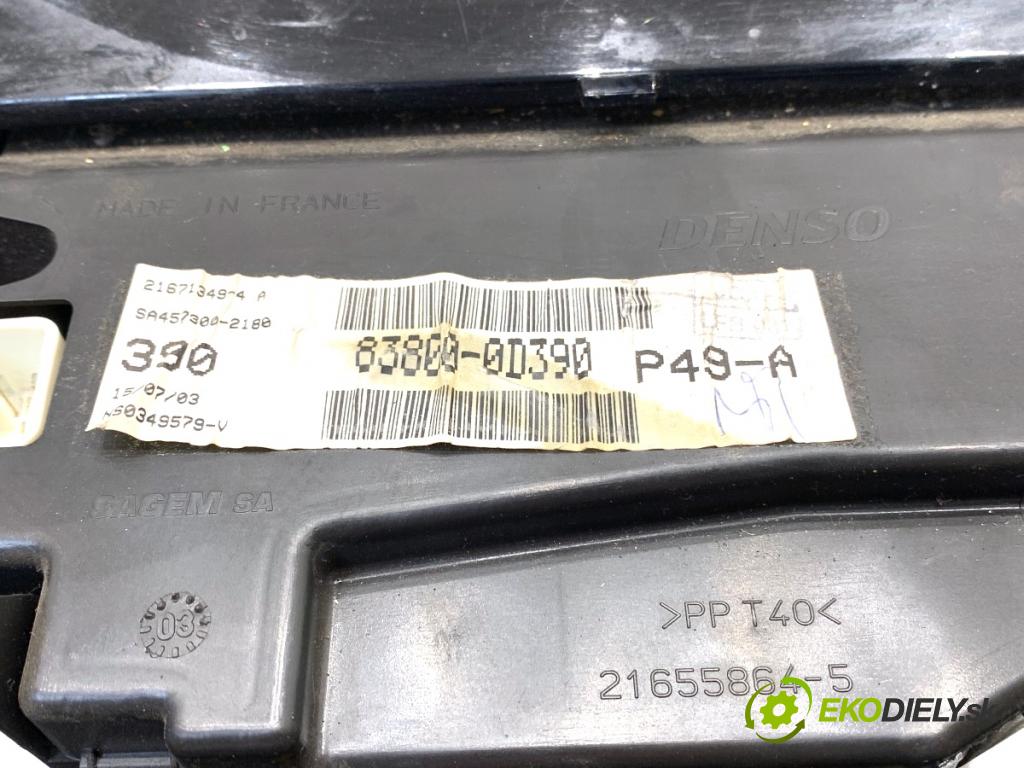 MADE IN FRANCE
DENSO
21671349-4 A
SA457300-2180
390
83800-0D390
P49-A
15/07/03
NS0349579-V
SAGEM SA
03
>PP T40<
21655864-5
EKODIELY.sk